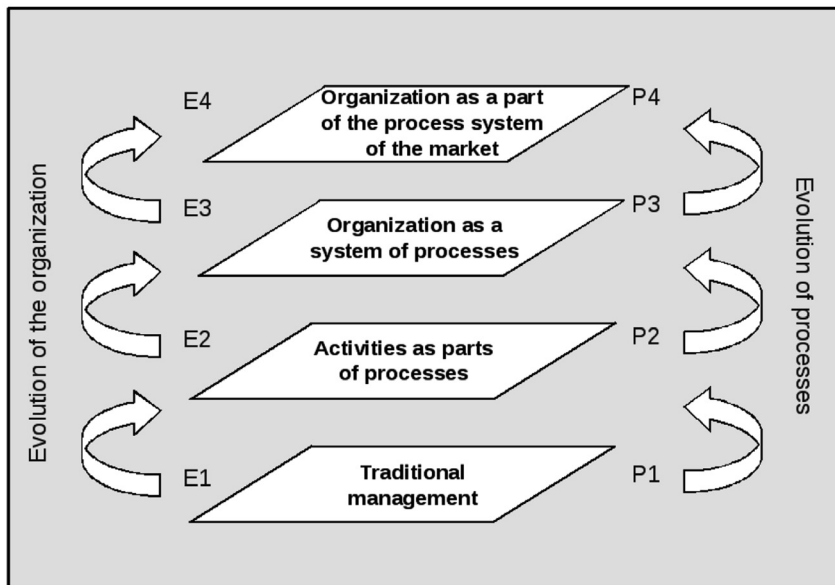 E4
Organization as a part
of the process system
of the market
P4
E3
Organization as a
system of processes
P3
E2
Activities as parts
of processes
P2
E1
Traditional
management
P1
Evolution of the organization
Evolution of
processes